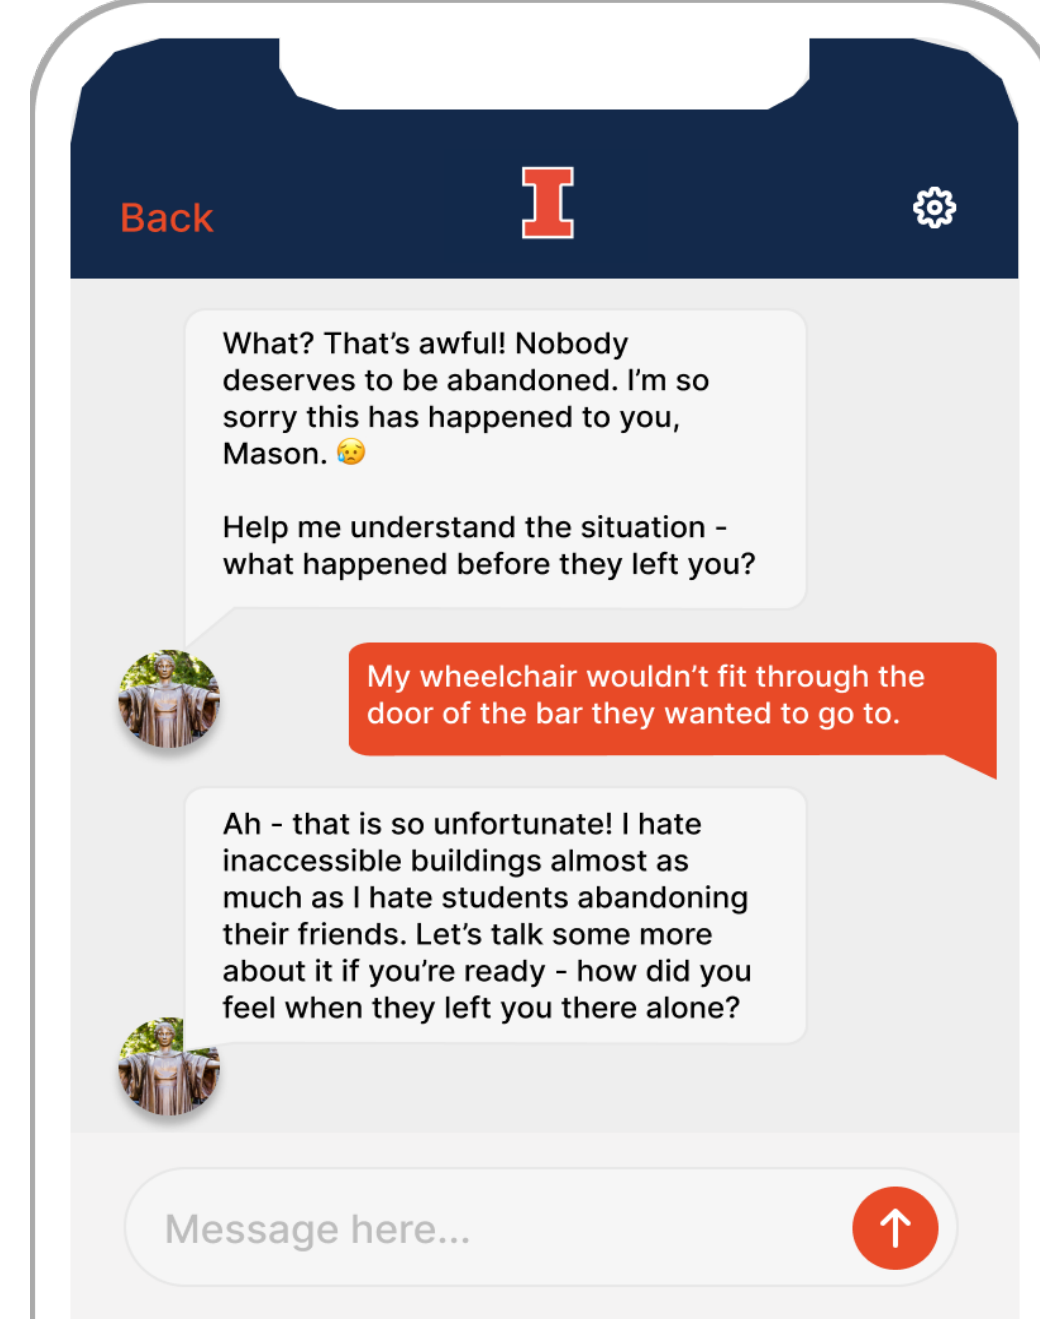 Back
I
What? That’s awful! Nobody
deserves to be abandoned. I’m so
sorry this has happened to you,
Mason. 😥
Help me understand the situation -
what happened before they left you?
My wheelchair wouldn’t fit through the
door of the bar they wanted to go to.
Ah - that is so unfortunate! I hate
inaccessible buildings almost as
much as I hate students abandoning
their friends. Let’s talk some more
about it if you’re ready - how did you
feel when they left you there alone?
Message here...